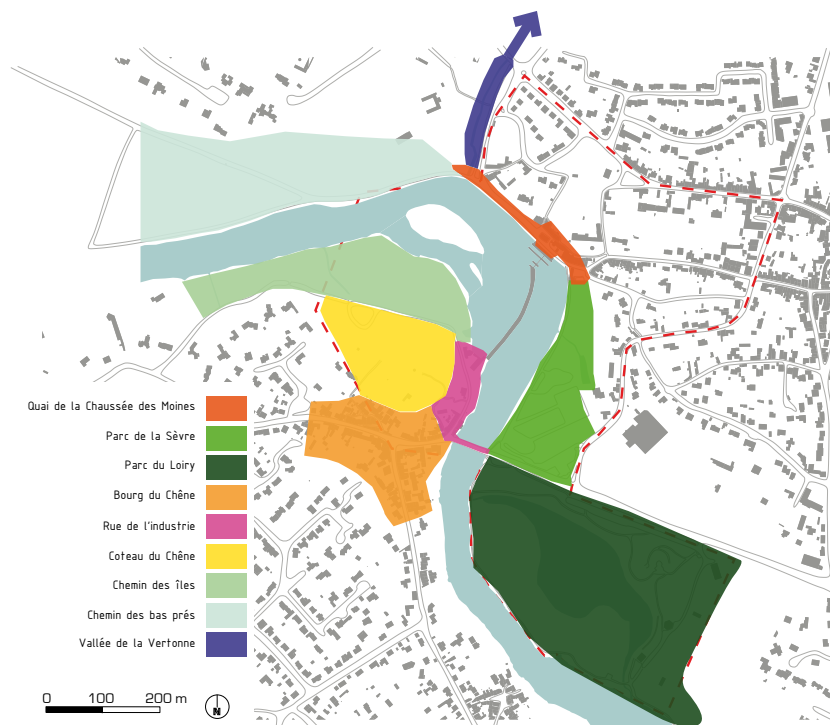 Quai de la Chaussée des Moines
Parc de la Sèvre
Parc du Loiry
Bourg du Chêne
Rue de l'industrie
Coteau du Chêne
Chemin des îles
Chemin des bas prés
Vallée de la Vertonne
0 100 200 m
N